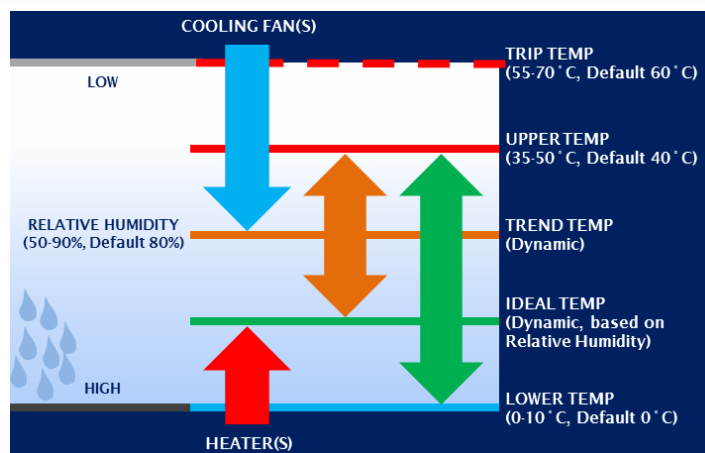 COOLING FAN(S)
TRIP TEMP
(55-70˚C, Default 60˚C)
LOW
UPPER TEMP
(35-50˚C, Default 40˚C)
RELATIVE HUMIDITY
(50-90%, Default 80%)
TREND TEMP
(Dynamic)
IDEAL TEMP
(Dynamic, based on
Relative Humidity)
HIGH
LOWER TEMP
(0-10˚C, Default 0˚C)
HEATER(S)